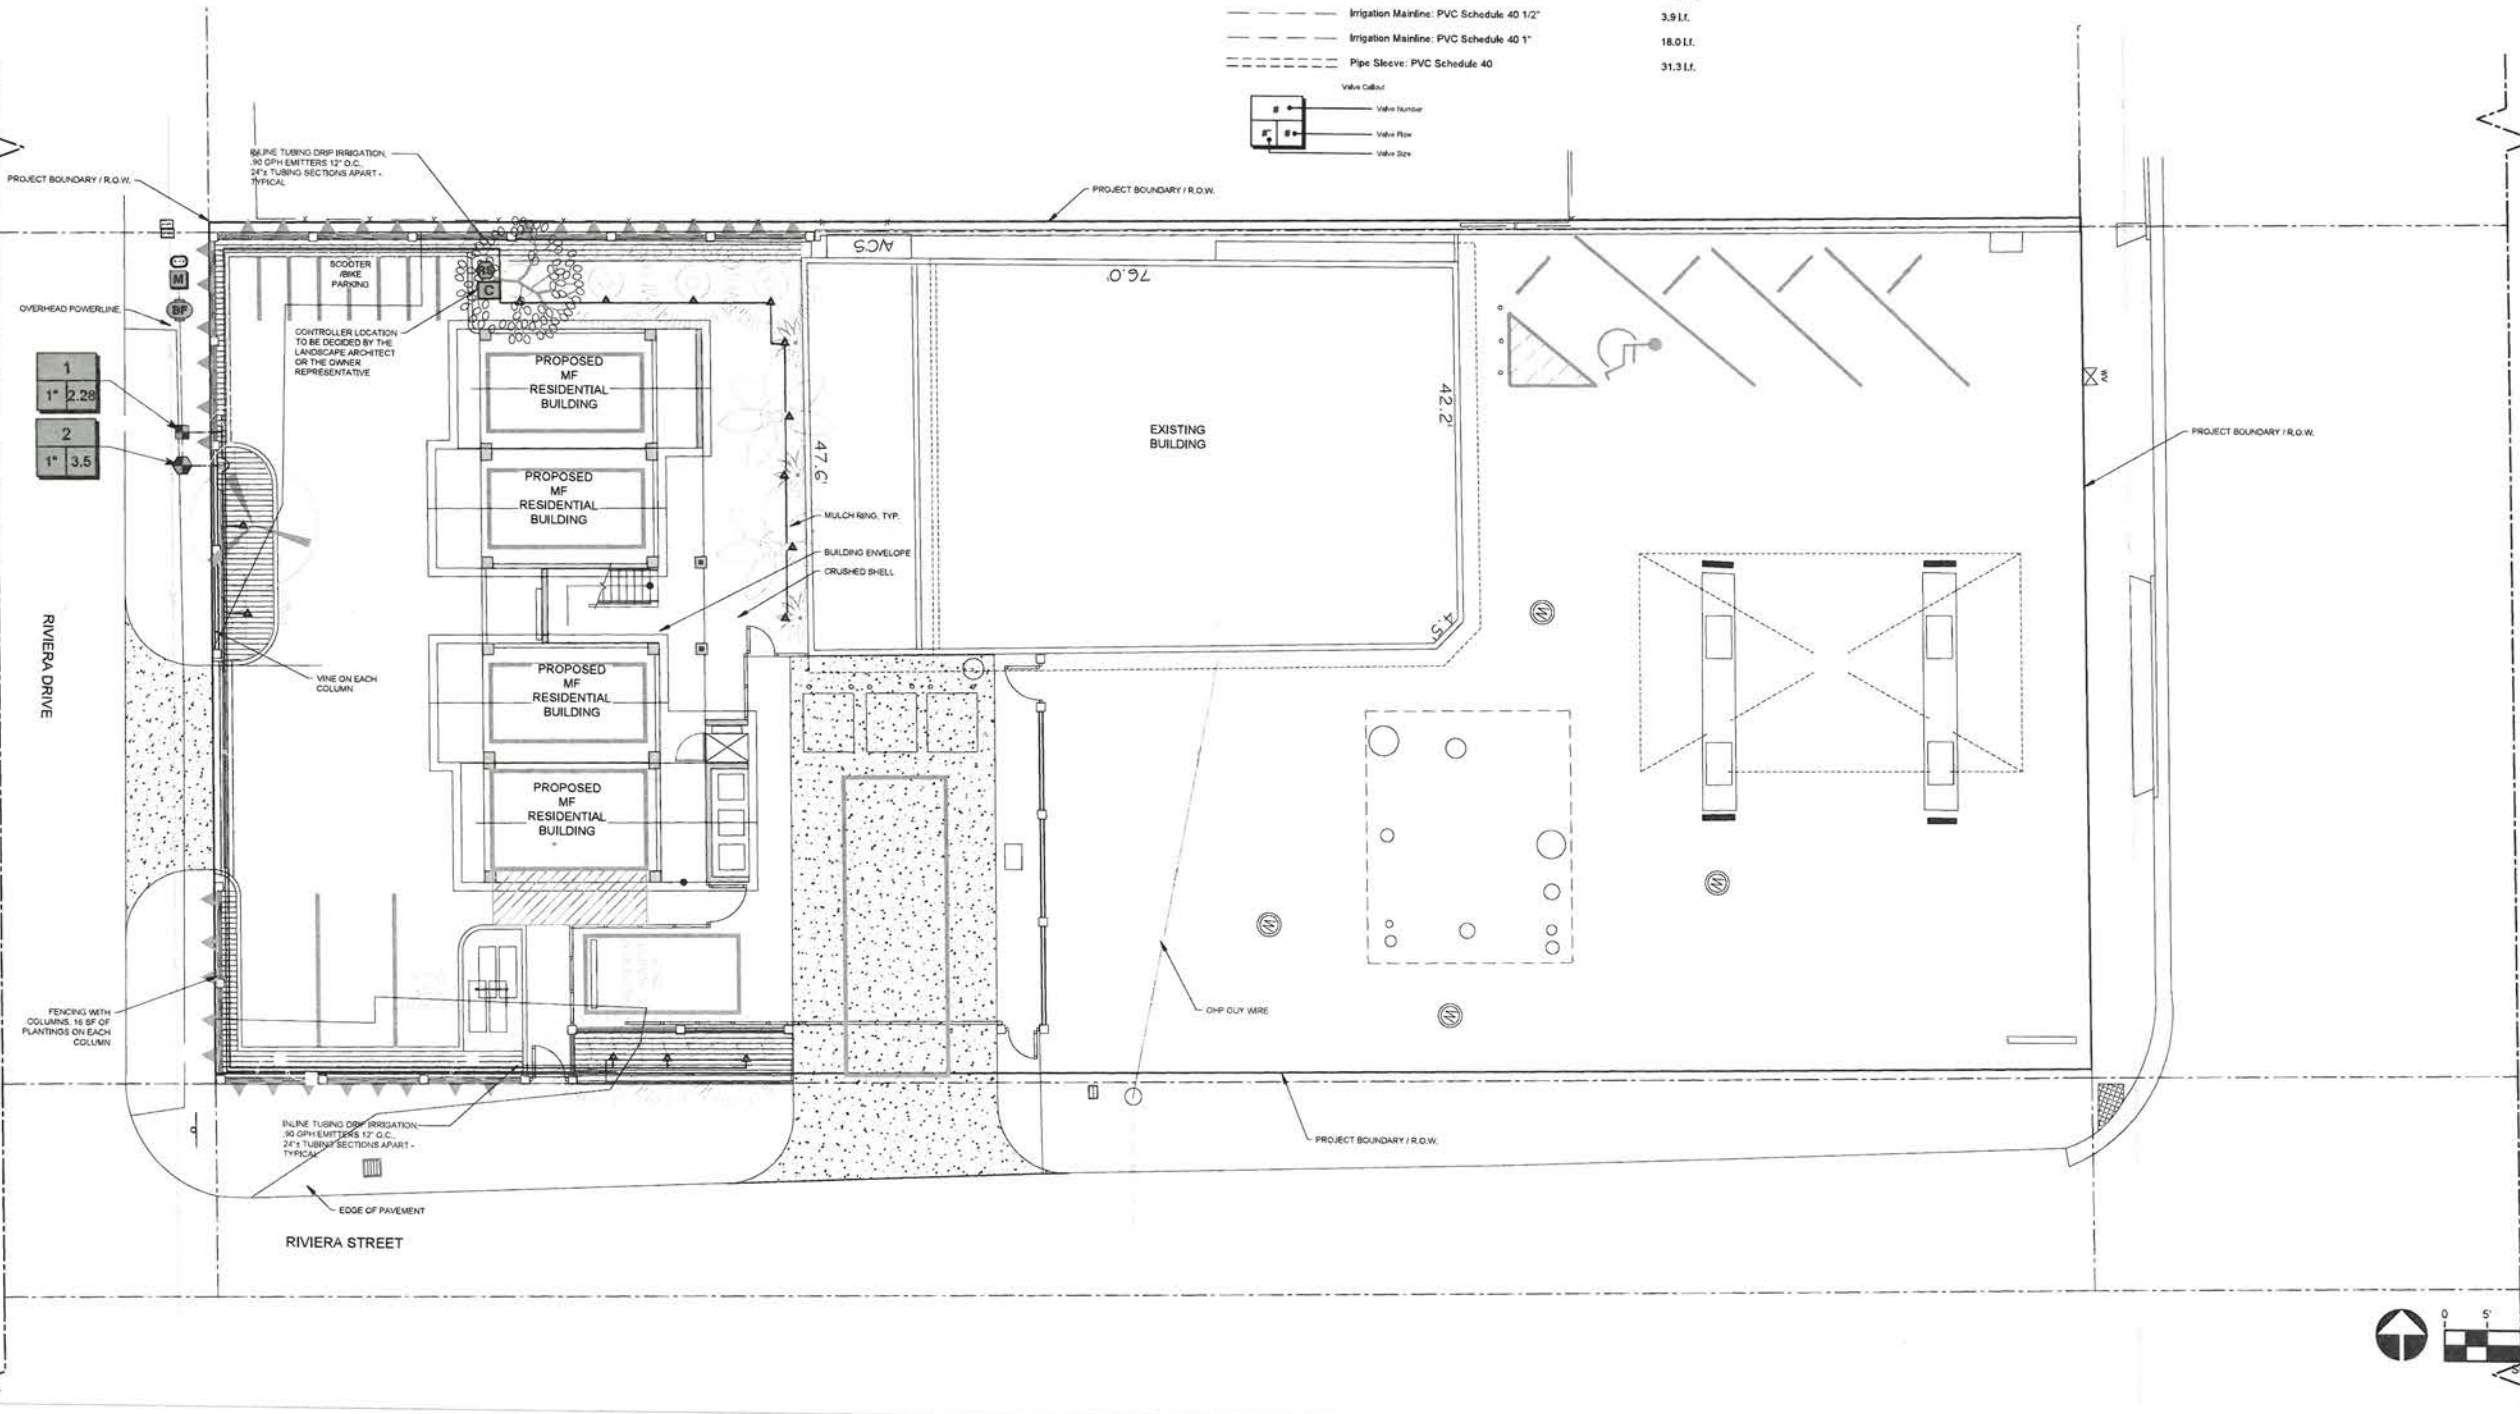 Irrigation Mainline: PVC Schedule 40 1/2"
3.9 l.f.
Irrigation Mainline: PVC Schedule 40 1"
18.0 l.f.
Pipe Sleeve: PVC Schedule 40
31.3 l.f.
Valve Callout
#
Valve Number
#"
#
Valve Flow
Valve Size
INLINE TUBING DRIP IRRIGATION,
.90 GPH EMITTERS 12" O.C.,
24"± TUBING SECTIONS APART -
TYPICAL
PROJECT BOUNDARY / R.O.W.
PROJECT BOUNDARY / R.O.W.
A/C'S
76.0'
SCOOTER
/BIKE
PARKING
RS
C
M
BF
OVERHEAD POWERLINE
CONTROLLER LOCATION
TO BE DECIDED BY THE
LANDSCAPE ARCHITECT
OR THE OWNER
REPRESENTATIVE
1
1" 2.28
2
1" 3.5
PROPOSED
MF
RESIDENTIAL
BUILDING
PROPOSED
MF
RESIDENTIAL
BUILDING
47.6'
EXISTING
BUILDING
42.2'
4.5'
WV
PROJECT BOUNDARY / R.O.W.
MULCH RING, TYP.
BUILDING ENVELOPE
CRUSHED SHELL
W
RIVIERA DRIVE
VINE ON EACH
COLUMN
PROPOSED
MF
RESIDENTIAL
BUILDING
PROPOSED
MF
RESIDENTIAL
BUILDING
W
W
W
FENCING WITH
COLUMNS, 16 SF OF
PLANTINGS ON EACH
COLUMN
OHP GUY WIRE
INLINE TUBING DRIP IRRIGATION,
.90 GPH EMITTERS 12" O.C.,
24"± TUBING SECTIONS APART -
TYPICAL
PROJECT BOUNDARY / R.O.W.
EDGE OF PAVEMENT
RIVIERA STREET
0 5'